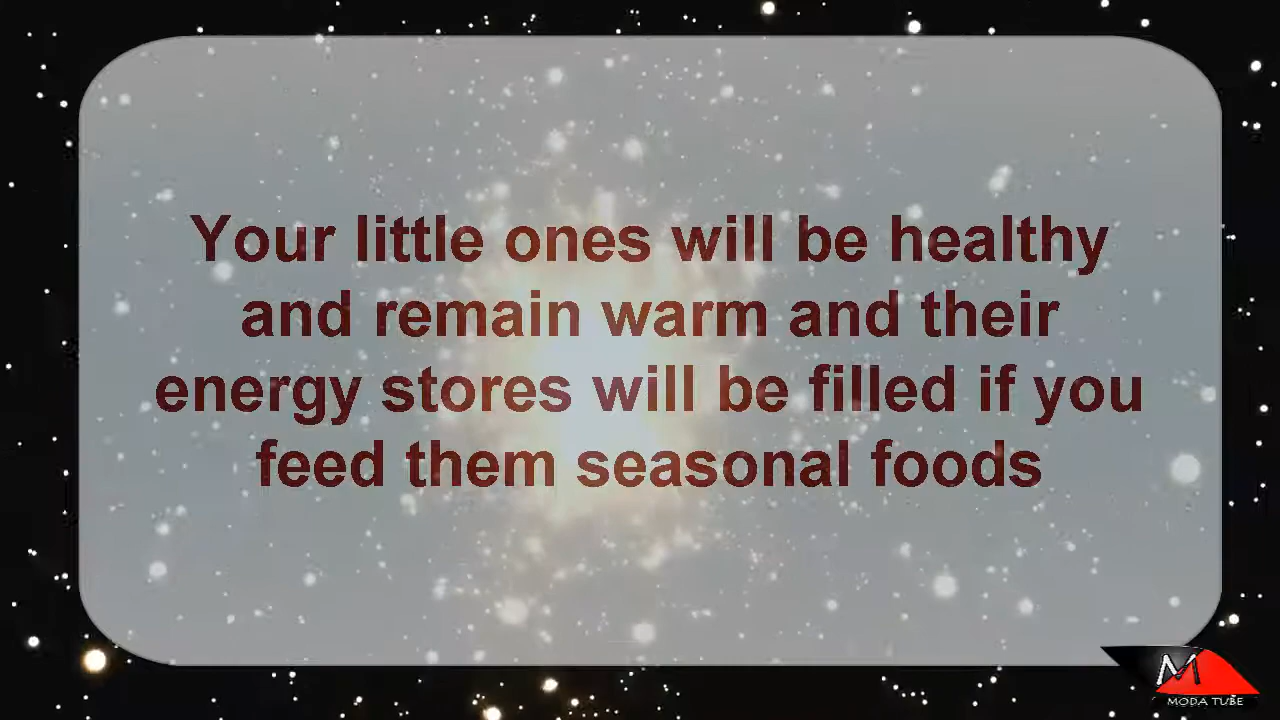 Your little ones will be healthy
and remain warm and their
energy stores will be filled if you
feed them seasonal foods
M
MODA TUBE